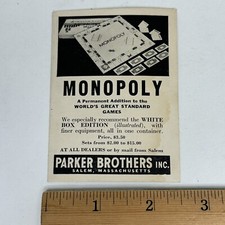 MONOPOLY
MONOPOLY
A Permanent Addition to the
WORLD'S GREAT STANDARD
GAMES
We especially recommend the WHITE
BOX EDITION (illustrated), with
finer equipment, all in one container.
Price, $3.50
Sets from $2.00 to $15.00
AT ALL DEALERS or by mail from Salem
PARKER BROTHERS INC.
SALEM, MASSACHUSETTS
1 2 3